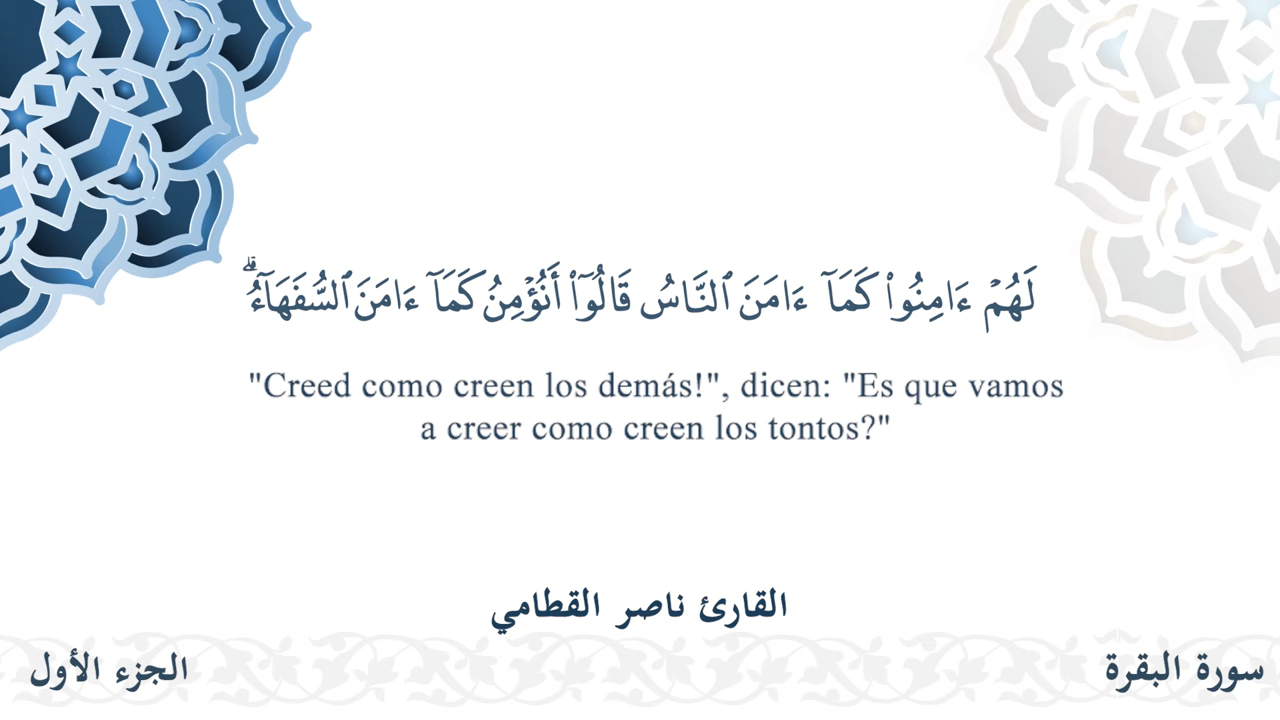 لَهُمْ ءَامِنُوا۟ كَمَآ ءَامَنَ ٱلنَّاسُ قَالُوٓا۟ أَنُؤْمِنُ كَمَآ ءَامَنَ ٱلسُّفَهَآءُ ۗ
"Creed como creen los demás!", dicen: "Es que vamos
a creer como creen los tontos?"
القارئ ناصر القطامي
سورة البقرة
الجزء الأول